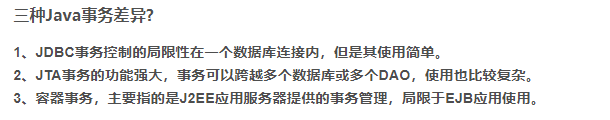 三种Java事务差异?
1、JDBC事务控制的局限性在一个数据库连接内，但是其使用简单。
2、JTA事务的功能强大，事务可以跨越多个数据库或多个DAO，使用也比较复杂。
3、容器事务，主要指的是J2EE应用服务器提供的事务管理，局限于EJB应用使用。